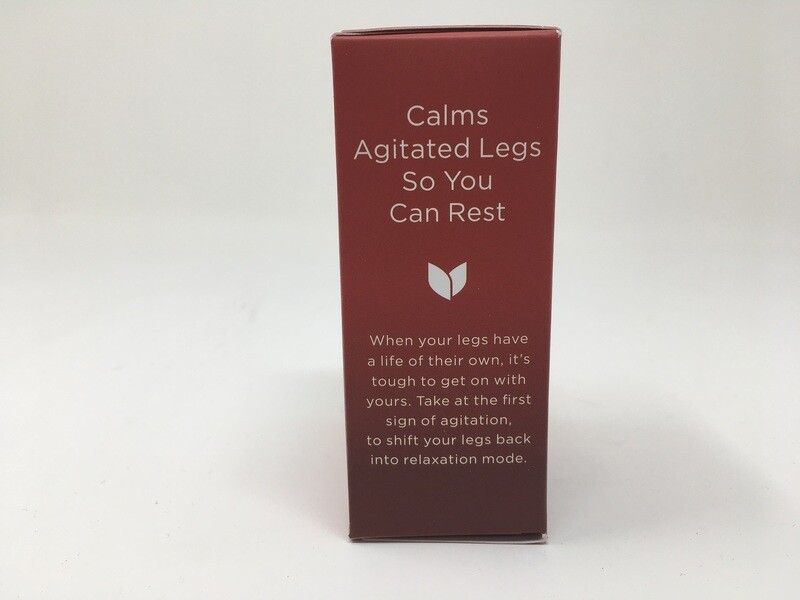 Calms
Agitated Legs
So You
Can Rest
When your legs have
a life of their own, it's
tough to get on with
yours. Take at the first
sign of agitation,
to shift your legs back
into relaxation mode.